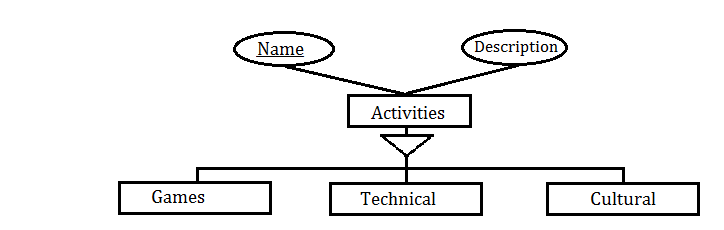 Name
Description
Activities
Games
Technical
Cultural